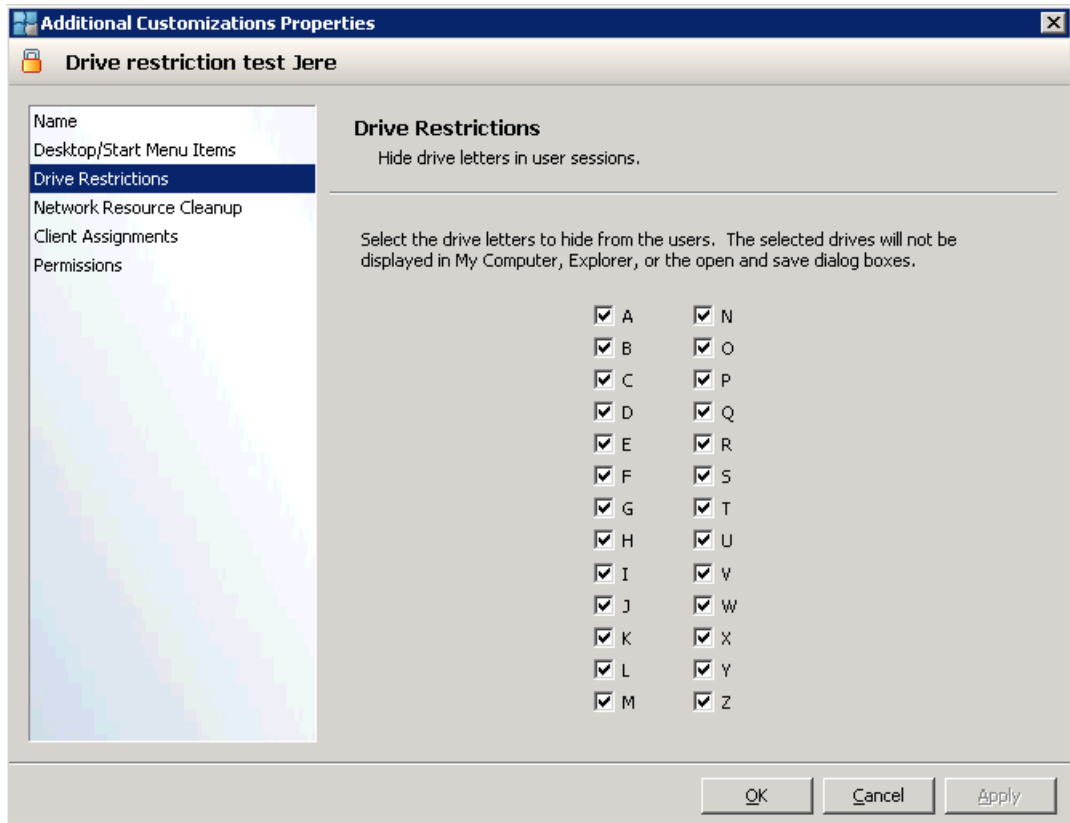 Additional Customizations Properties
Drive restriction test Jere
Name
Desktop/Start Menu Items
Drive Restrictions
Network Resource Cleanup
Client Assignments
Permissions
Drive Restrictions
Hide drive letters in user sessions.
Select the drive letters to hide from the users.  The selected drives will not be
displayed in My Computer, Explorer, or the open and save dialog boxes.
A N
B O
C P
D Q
E R
F S
G T
H U
I V
J W
K X
L Y
M Z
OK Cancel Apply